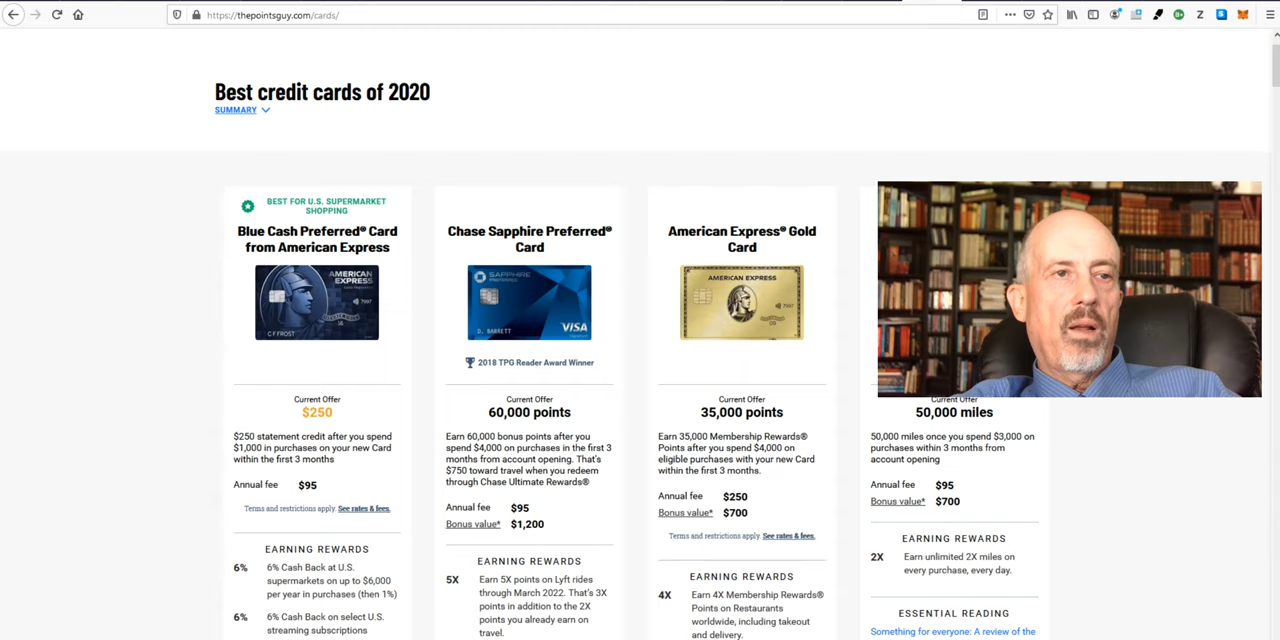 https://thepointsguy.com/cards/
Best credit cards of 2020
SUMMARY
BEST FOR U.S. SUPERMARKET
SHOPPING
Blue Cash Preferred® Card
from American Express
AMERICAN
EXPRESS
7997
C F FROST
Current Offer
$250
$250 statement credit after you spend
$1,000 in purchases on your new Card
within the first 3 months
Annual fee $95
Terms and restrictions apply. See rates & fees.
EARNING REWARDS
6% 6% Cash Back at U.S.
supermarkets on up to $6,000
per year in purchases (then 1%)
6% 6% Cash Back on select U.S.
streaming subscriptions
Chase Sapphire Preferred®
Card
SAPPHIRE
PREFERRED
D. BARRETT
VISA
2018 TPG Reader Award Winner
Current Offer
60,000 points
Earn 60,000 bonus points after you
spend $4,000 on purchases in the first 3
months from account opening. That's
$750 toward travel when you redeem
through Chase Ultimate Rewards®
Annual fee $95
Bonus value* $1,200
EARNING REWARDS
5X Earn 5X points on Lyft rides
through March 2022. That's 3X
points in addition to the 2X
points you already earn on
travel.
American Express® Gold
Card
AMERICAN EXPRESS
7997
Current Offer
35,000 points
Earn 35,000 Membership Rewards®
Points after you spend $4,000 on
eligible purchases with your new Card
within the first 3 months.
Annual fee $250
Bonus value* $700
Terms and restrictions apply. See rates & fees.
EARNING REWARDS
4X Earn 4X Membership Rewards®
Points on Restaurants
worldwide, including takeout
and delivery.
Current Offer
50,000 miles
50,000 miles once you spend $3,000 on
purchases within 3 months from
account opening
Annual fee $95
Bonus value* $700
EARNING REWARDS
2X Earn unlimited 2X miles on
every purchase, every day.
ESSENTIAL READING
Something for everyone: A review of the